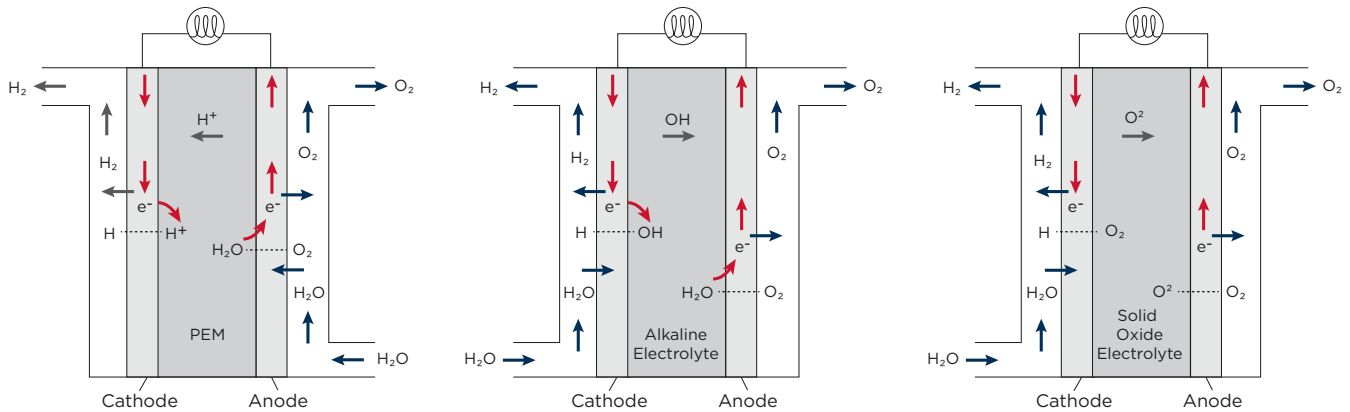 H₂
O₂
H⁺
H₂
O₂
e⁻
e⁻
H
H⁺
H₂O
O₂
H₂O
PEM
H₂O
Cathode
Anode
H₂
O₂
OH
H₂
O₂
e⁻
H
OH
e⁻
H₂O
H₂O
O₂
Alkaline
Electrolyte
H₂O
Cathode
Anode
H₂
O₂
O²
H₂
O₂
e⁻
H
O₂
e⁻
H₂O
O²
O₂
Solid
Oxide
Electrolyte
H₂O
Cathode
Anode